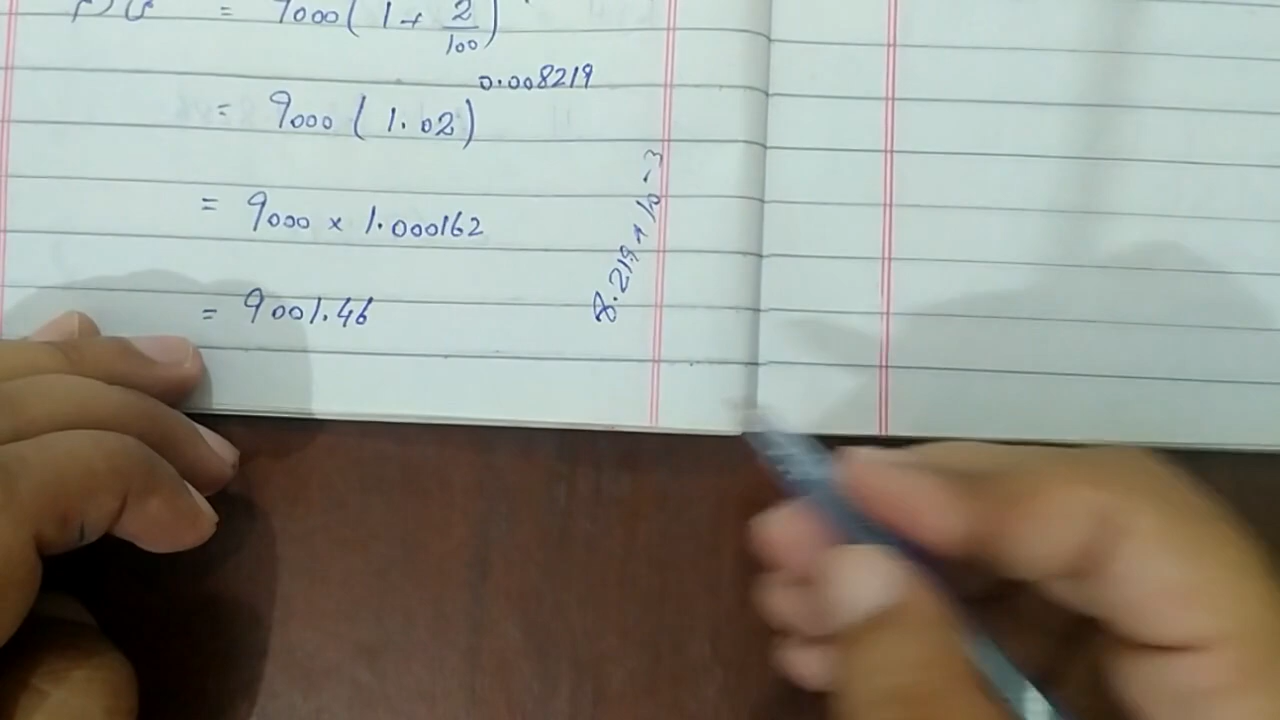 = 9000 ( 1 + 2/100 )
= 9000 ( 1.02 )^0.008219
= 9000 x 1.000162
= 9001.46
8.219 x 10^-3